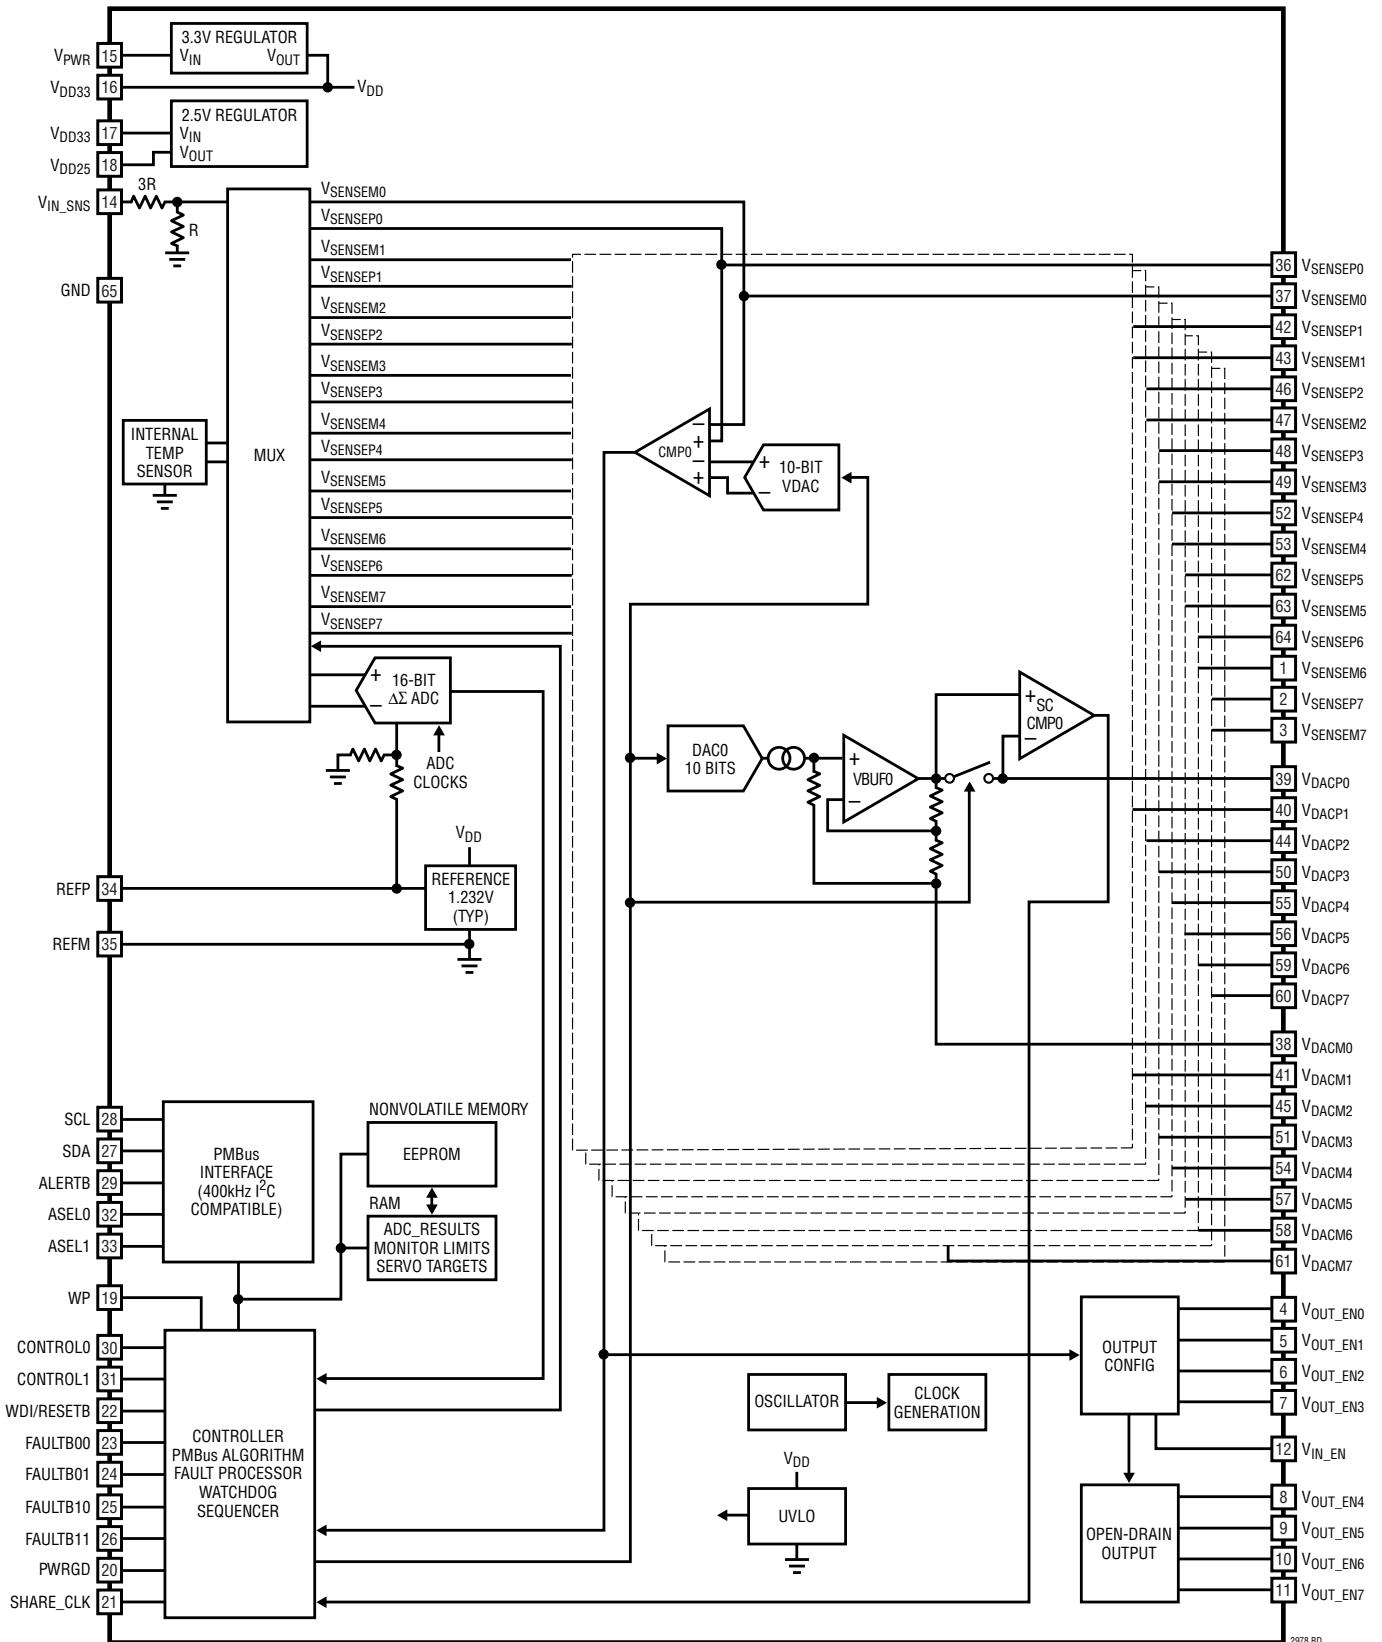 3.3V REGULATOR
VIN VOUT
VPWR 15
VDD33 16
VDD
2.5V REGULATOR
VIN
VOUT
VDD33 17
VDD25 18
3R
VIN_SNS 14
R
GND 65
INTERNAL
TEMP
SENSOR
MUX
VSENSEM0
VSENSEP0
VSENSEM1
VSENSEP1
VSENSEM2
VSENSEP2
VSENSEM3
VSENSEP3
VSENSEM4
VSENSEP4
VSENSEM5
VSENSEP5
VSENSEM6
VSENSEP6
VSENSEM7
VSENSEP7
–
+
–
+
CMP0
+
–
10-BIT
VDAC
+
–
16-BIT
ΔΣ ADC
ADC
CLOCKS
DAC0
10 BITS
+
–
VBUF0
+
–
SC
CMP0
VDD
REFERENCE
1.232V
(TYP)
REFP 34
REFM 35
36 VSENSEP0
37 VSENSEM0
42 VSENSEP1
43 VSENSEM1
46 VSENSEP2
47 VSENSEM2
48 VSENSEP3
49 VSENSEM3
52 VSENSEP4
53 VSENSEM4
62 VSENSEP5
63 VSENSEM5
64 VSENSEP6
1 VSENSEM6
2 VSENSEP7
3 VSENSEM7
39 VDACP0
40 VDACP1
44 VDACP2
50 VDACP3
55 VDACP4
56 VDACP5
59 VDACP6
60 VDACP7
38 VDACM0
41 VDACM1
45 VDACM2
51 VDACM3
54 VDACM4
57 VDACM5
58 VDACM6
61 VDACM7
SCL 28
SDA 27
ALERTB 29
ASEL0 32
ASEL1 33
PMBus
INTERFACE
(400kHz I2C
COMPATIBLE)
NONVOLATILE MEMORY
EEPROM
RAM
ADC_RESULTS
MONITOR LIMITS
SERVO TARGETS
WP 19
CONTROL0 30
CONTROL1 31
WDI/RESETB 22
FAULTB00 23
FAULTB01 24
FAULTB10 25
FAULTB11 26
PWRGD 20
SHARE_CLK 21
CONTROLLER
PMBus ALGORITHM
FAULT PROCESSOR
WATCHDOG
SEQUENCER
OSCILLATOR
CLOCK
GENERATION
VDD
UVLO
OUTPUT
CONFIG
OPEN-DRAIN
OUTPUT
4 VOUT_EN0
5 VOUT_EN1
6 VOUT_EN2
7 VOUT_EN3
12 VIN_EN
8 VOUT_EN4
9 VOUT_EN5
10 VOUT_EN6
11 VOUT_EN7
2978 BD